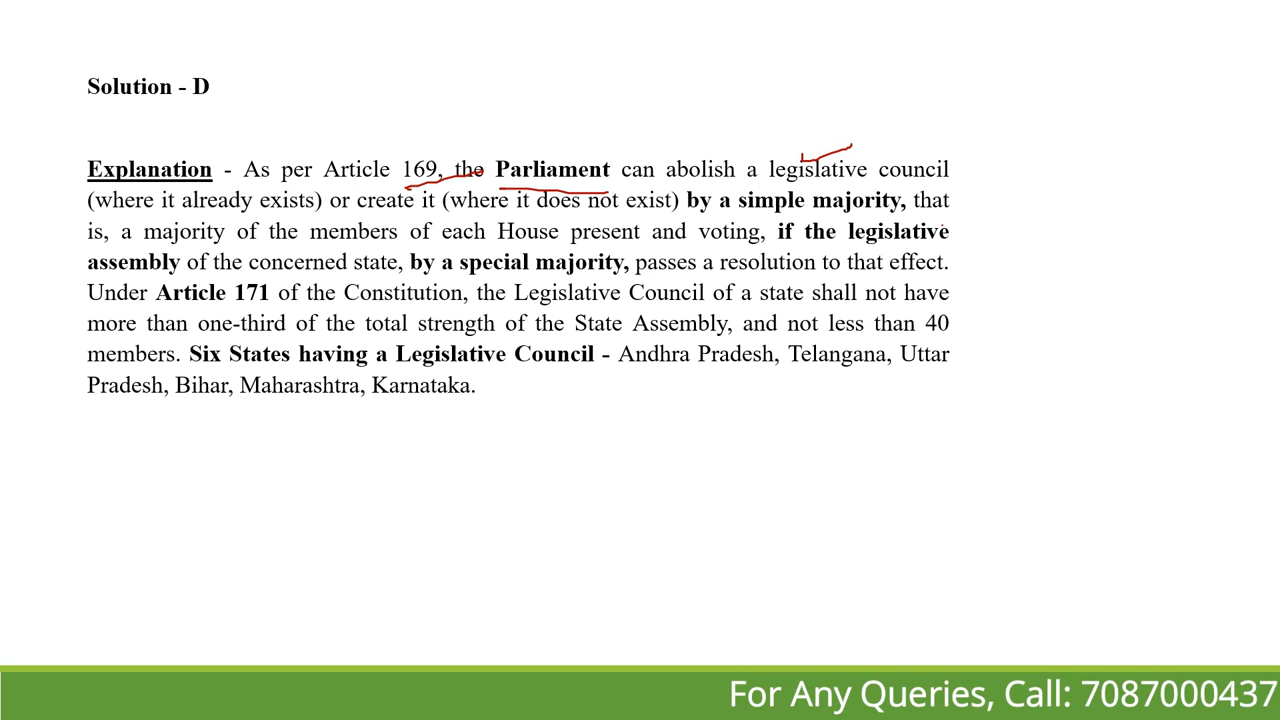 Solution - D
Explanation - As per Article 169, the Parliament can abolish a legislative council
(where it already exists) or create it (where it does not exist) by a simple majority, that
is, a majority of the members of each House present and voting, if the legislative
assembly of the concerned state, by a special majority, passes a resolution to that effect.
Under Article 171 of the Constitution, the Legislative Council of a state shall not have
more than one-third of the total strength of the State Assembly, and not less than 40
members. Six States having a Legislative Council - Andhra Pradesh, Telangana, Uttar
Pradesh, Bihar, Maharashtra, Karnataka.
For Any Queries, Call: 7087000437